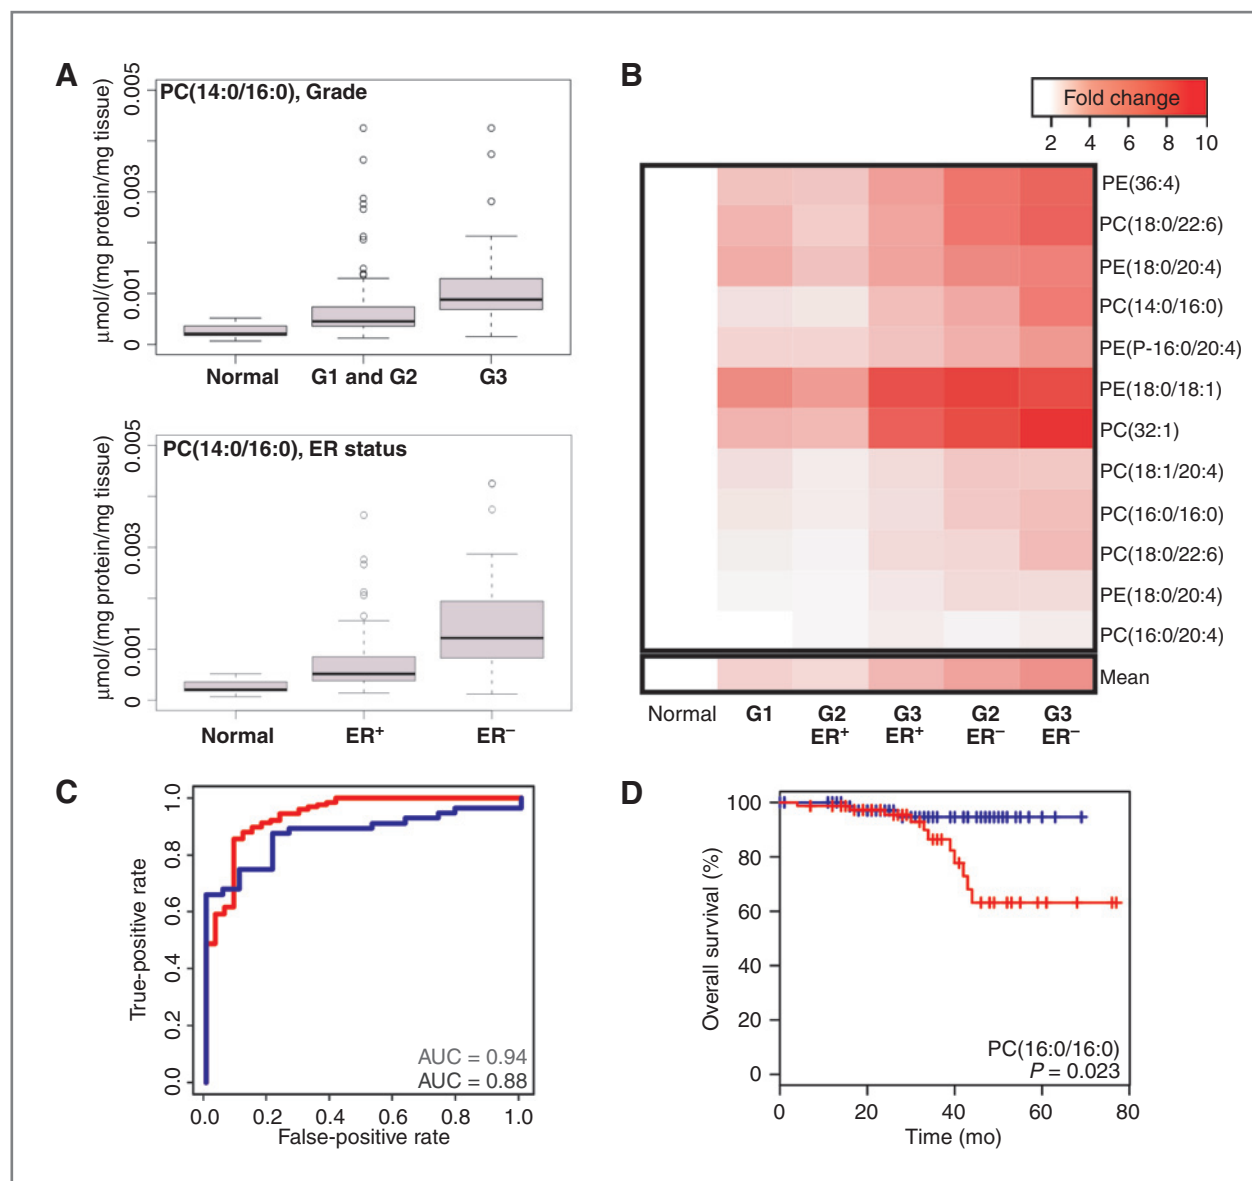 A
PC(14:0/16:0), Grade
µmol/(mg protein/mg tissue)
0.005
0.003
0.001
0
Normal
G1 and G2
G3
PC(14:0/16:0), ER status
µmol/(mg protein/mg tissue)
0.005
0.003
0.001
0
Normal
ER+
ER−
B
Fold change
2 4 6 8 10
PE(36:4)
PC(18:0/22:6)
PE(18:0/20:4)
PC(14:0/16:0)
PE(P-16:0/20:4)
PE(18:0/18:1)
PC(32:1)
PC(18:1/20:4)
PC(16:0/16:0)
PC(18:0/22:6)
PE(18:0/20:4)
PC(16:0/20:4)
Mean
Normal G1 G2 G3 G2 G3
ER+ ER+ ER− ER−
C
True-positive rate
1.0
0.8
0.6
0.4
0.2
0.0
AUC = 0.94
AUC = 0.88
0.0 0.2 0.4 0.6 0.8 1.0
False-positive rate
D
Overall survival (%)
100
80
60
40
20
0
PC(16:0/16:0)
P = 0.023
0 20 40 60 80
Time (mo)